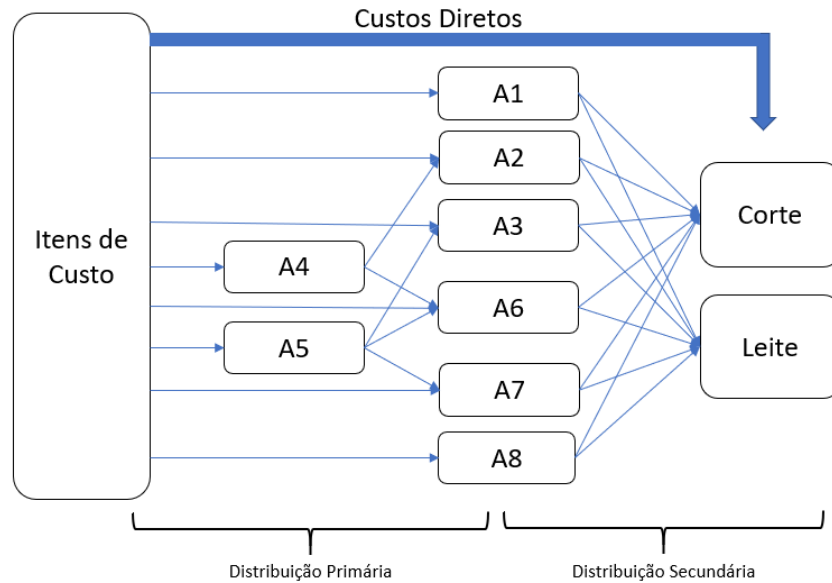 Custos Diretos
A1
A2
A3
Itens de
Custo
A4
A5
A6
A7
A8
Corte
Leite
Distribuição Primária
Distribuição Secundária